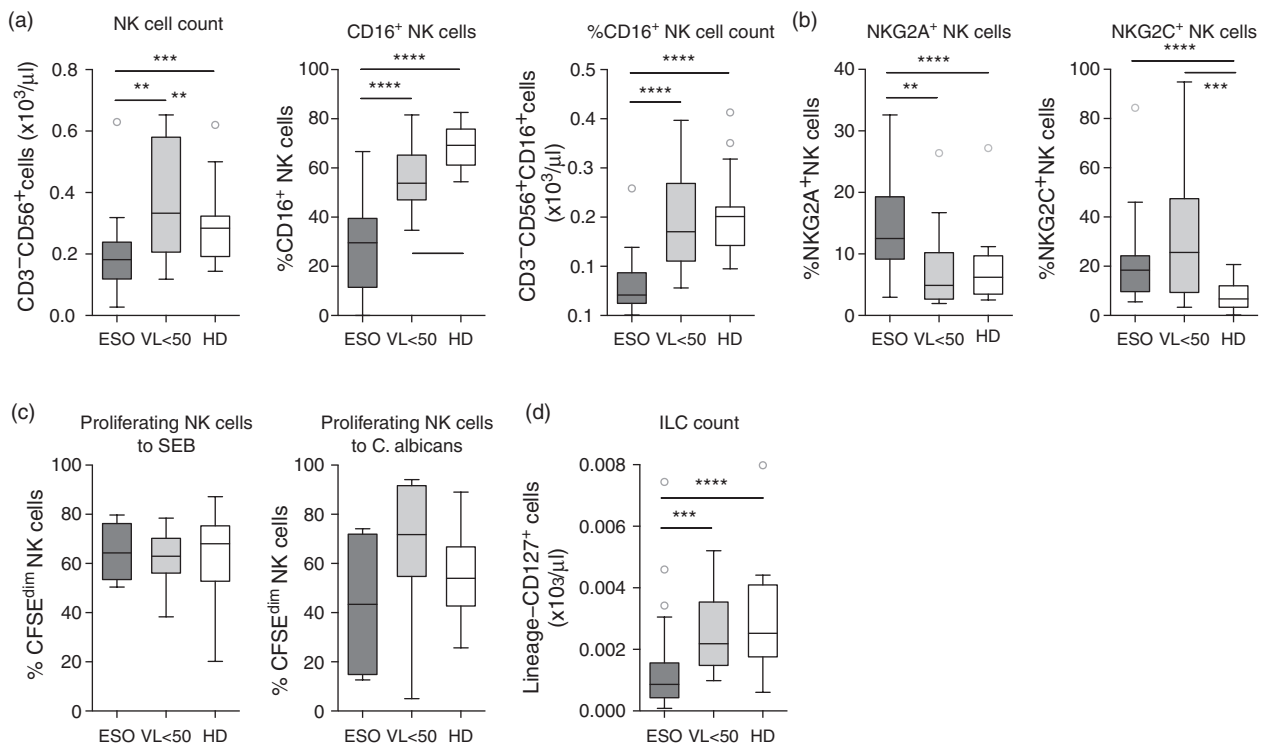 (a)
NK cell count
CD3⁻CD56⁺cells (x10³/µl)
0.8
0.6
0.4
0.2
0.0
***
**
**
ESO VL<50 HD
CD16⁺ NK cells
%CD16⁺ NK cells
100
80
60
40
20
0
****
****
ESO VL<50 HD
%CD16⁺ NK cell count
CD3⁻CD56⁺CD16⁺cells
(x10³/µl)
0.5
0.4
0.3
0.2
0.1
0.1
****
****
ESO VL<50 HD
(b)
NKG2A⁺ NK cells
%NKG2A⁺NK cells
40
30
20
10
0
****
**
ESO VL<50 HD
NKG2C⁺ NK cells
%NKG2C⁺NK cells
100
80
60
40
20
0
****
***
ESO VL<50 HD
(c)
Proliferating NK cells
to SEB
% CFSEᵈⁱᵐ NK cells
100
80
60
40
20
0
ESO VL<50 HD
Proliferating NK cells
to C. albicans
% CFSEᵈⁱᵐ NK cells
100
80
60
40
20
0
ESO VL<50 HD
(d)
ILC count
Lineage–CD127⁺ cells
(x10₃/µl)
0.008
0.006
0.004
0.002
0.000
****
***
ESO VL<50 HD